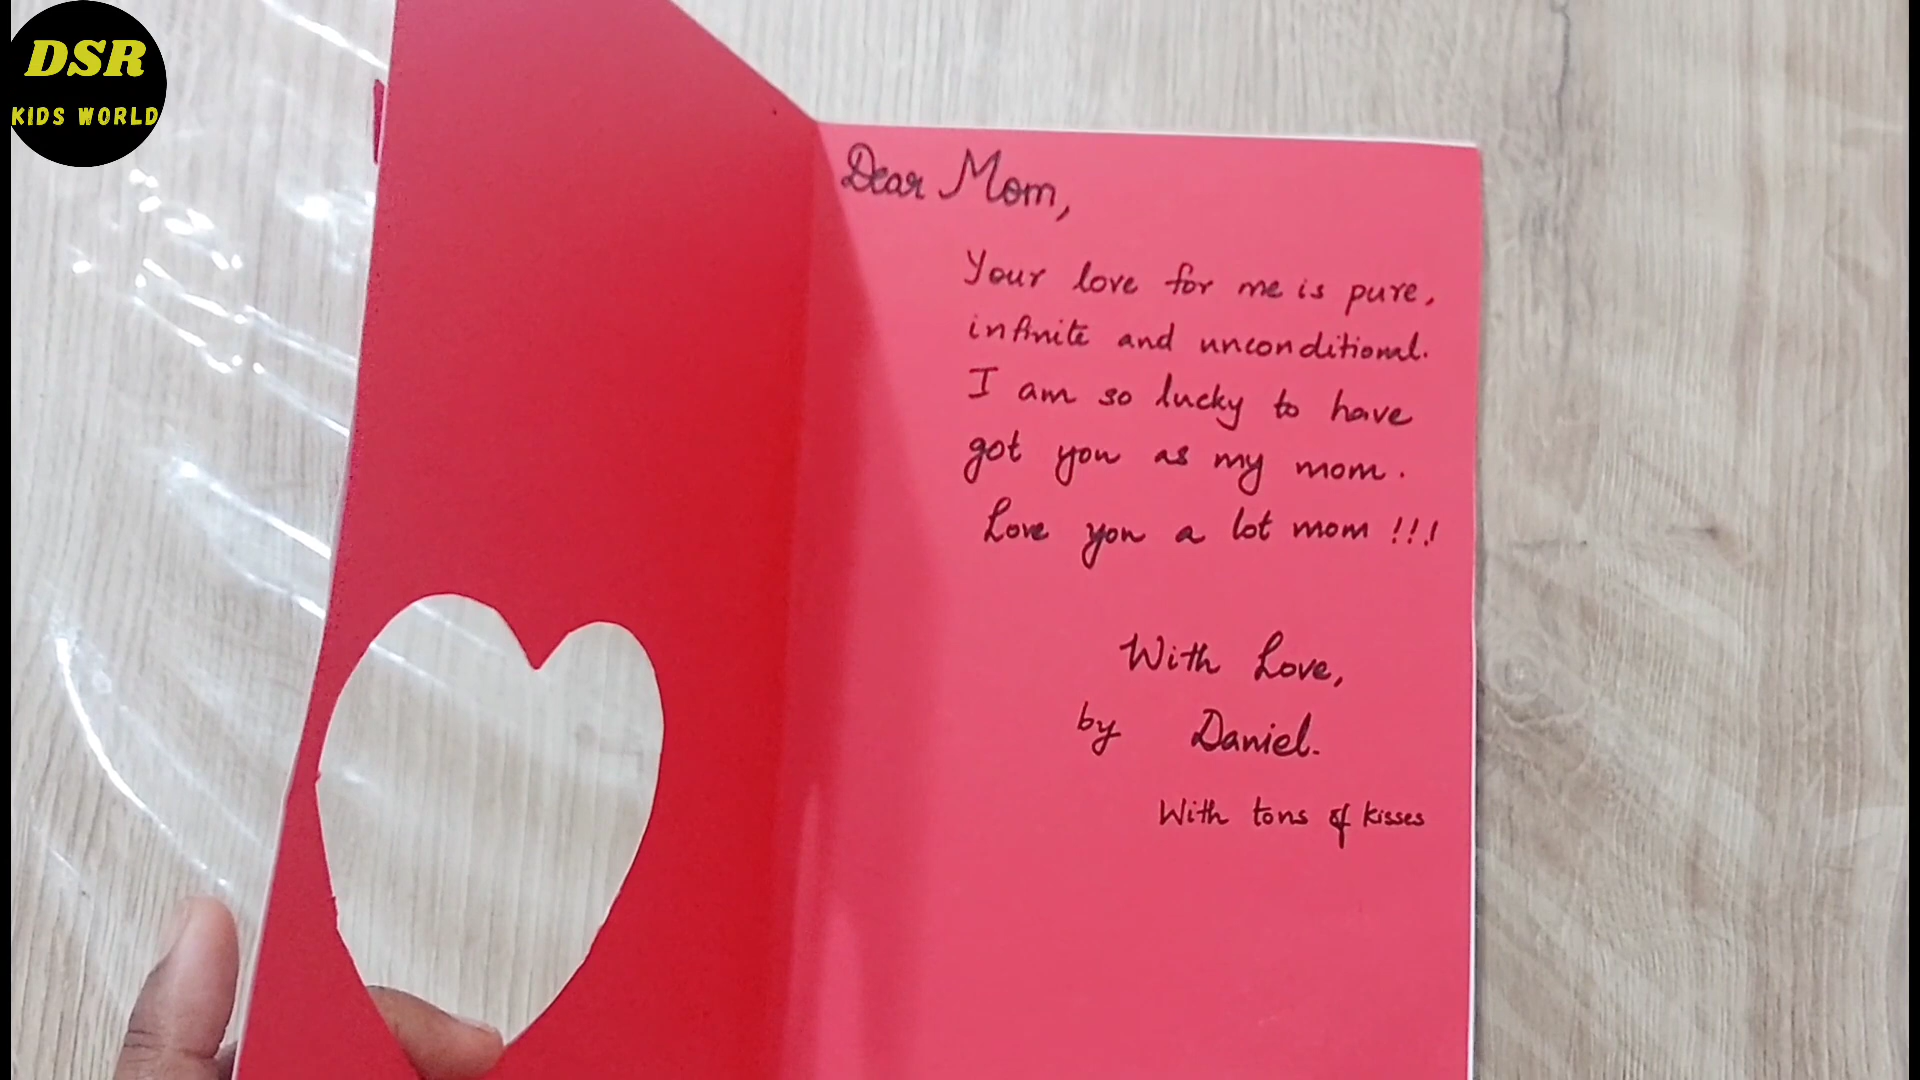 DSR
KIDS WORLD
Dear Mom,
Your love for me is pure,
infinite and unconditional.
I am so lucky to have
got you as my mom.
Love you a lot mom !!!
With Love,
by Daniel.
With tons of kisses